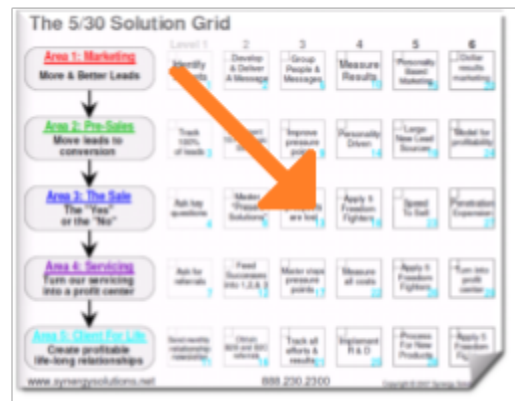 The 5/30 Solution Grid
Level 1 2 3 4 5 6
Area 1: Marketing
More & Better Leads
Identify
Develop
& Deliver
A Message
Group
People &
Messages
Measure
Results
Personality
Based
Marketing
Dollar
results
marketing
Area 2: Pre-Sales
Move leads to
conversion
Track
100%
of leads
Improve
pressure
points
Personality
Driven
Large
New Lead
Sources
Model for
profitability
Area 3: The Sale
The "Yes"
or the "No"
Ask key
questions
Master
Solutions"
are lost
Apply 5
Freedom
Fighters
Speed
To Sell
Penetration
Expansion
Area 4: Servicing
Turn our servicing
into a profit center
Ask for
referrals
Feed
Successes
into 1,2,& 3
Master steps
pressure
points
Measure
all costs
Apply 5
Freedom
Fighters
Turn into
profit
center
Area 5: Client For Life
Create profitable
life-long relationships
Send monthly
relationship
newsletter
Track all
efforts &
results
Implement
R & D
Process
For New
Products
Apply 5
Freedom
www.synergysolutions.net
888.230.2300